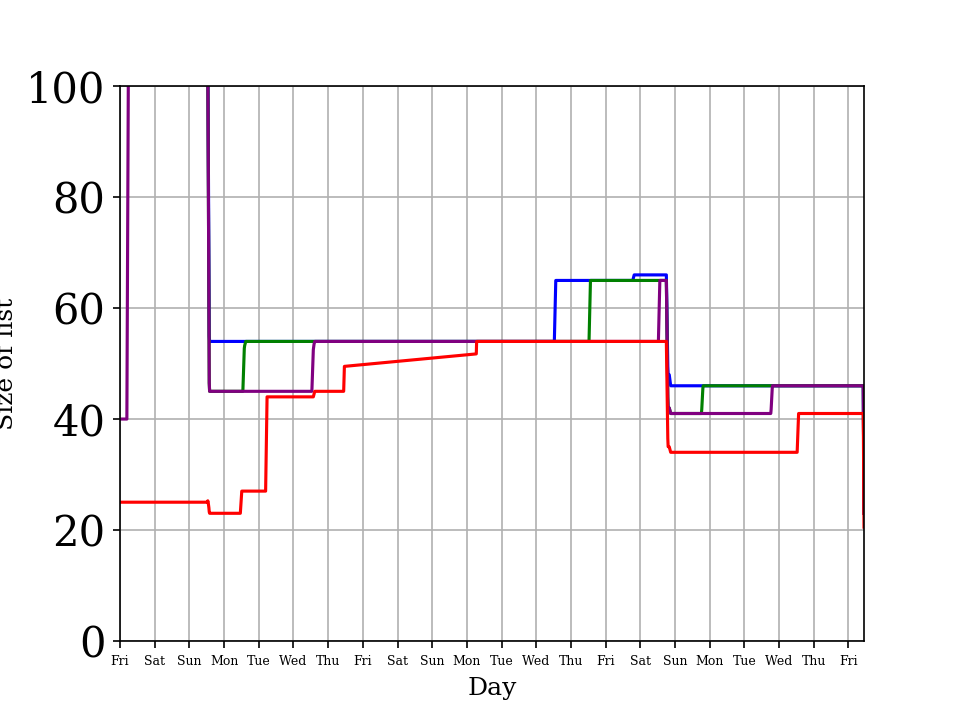 100
80
60
40
20
0
Size of list
Fri Sat Sun Mon Tue Wed Thu Fri Sat Sun Mon Tue Wed Thu Fri Sat Sun Mon Tue Wed Thu Fri
Day